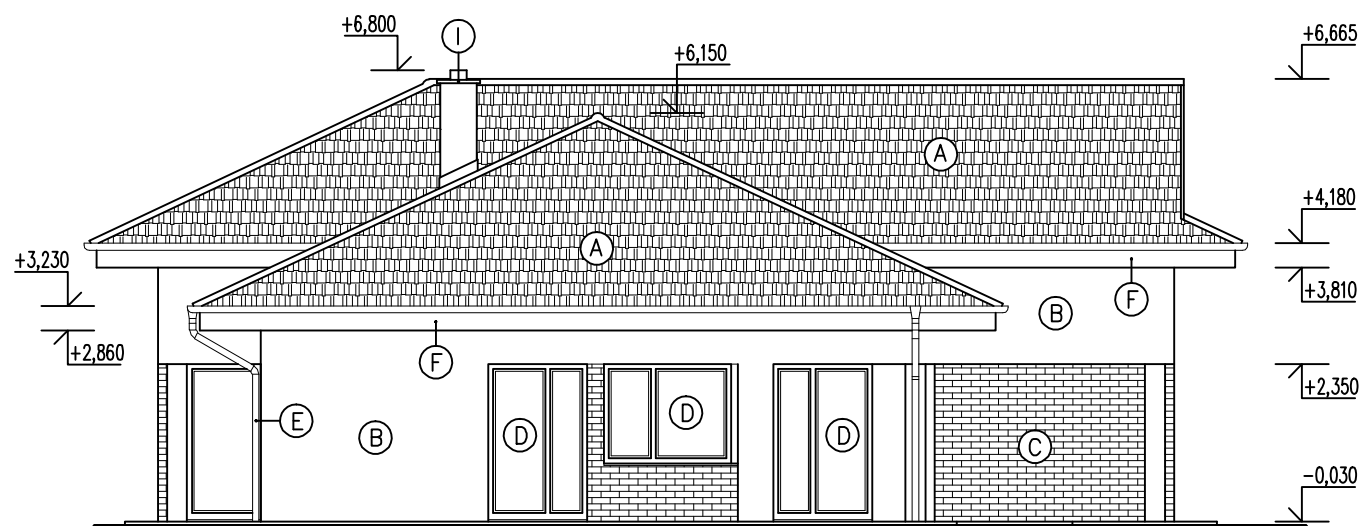 +6,800
I
+6,150
+6,665
A
+4,180
A
+3,230
F
+3,810
B
+2,860
F
+2,350
D
D
D
E
B
C
-0,030